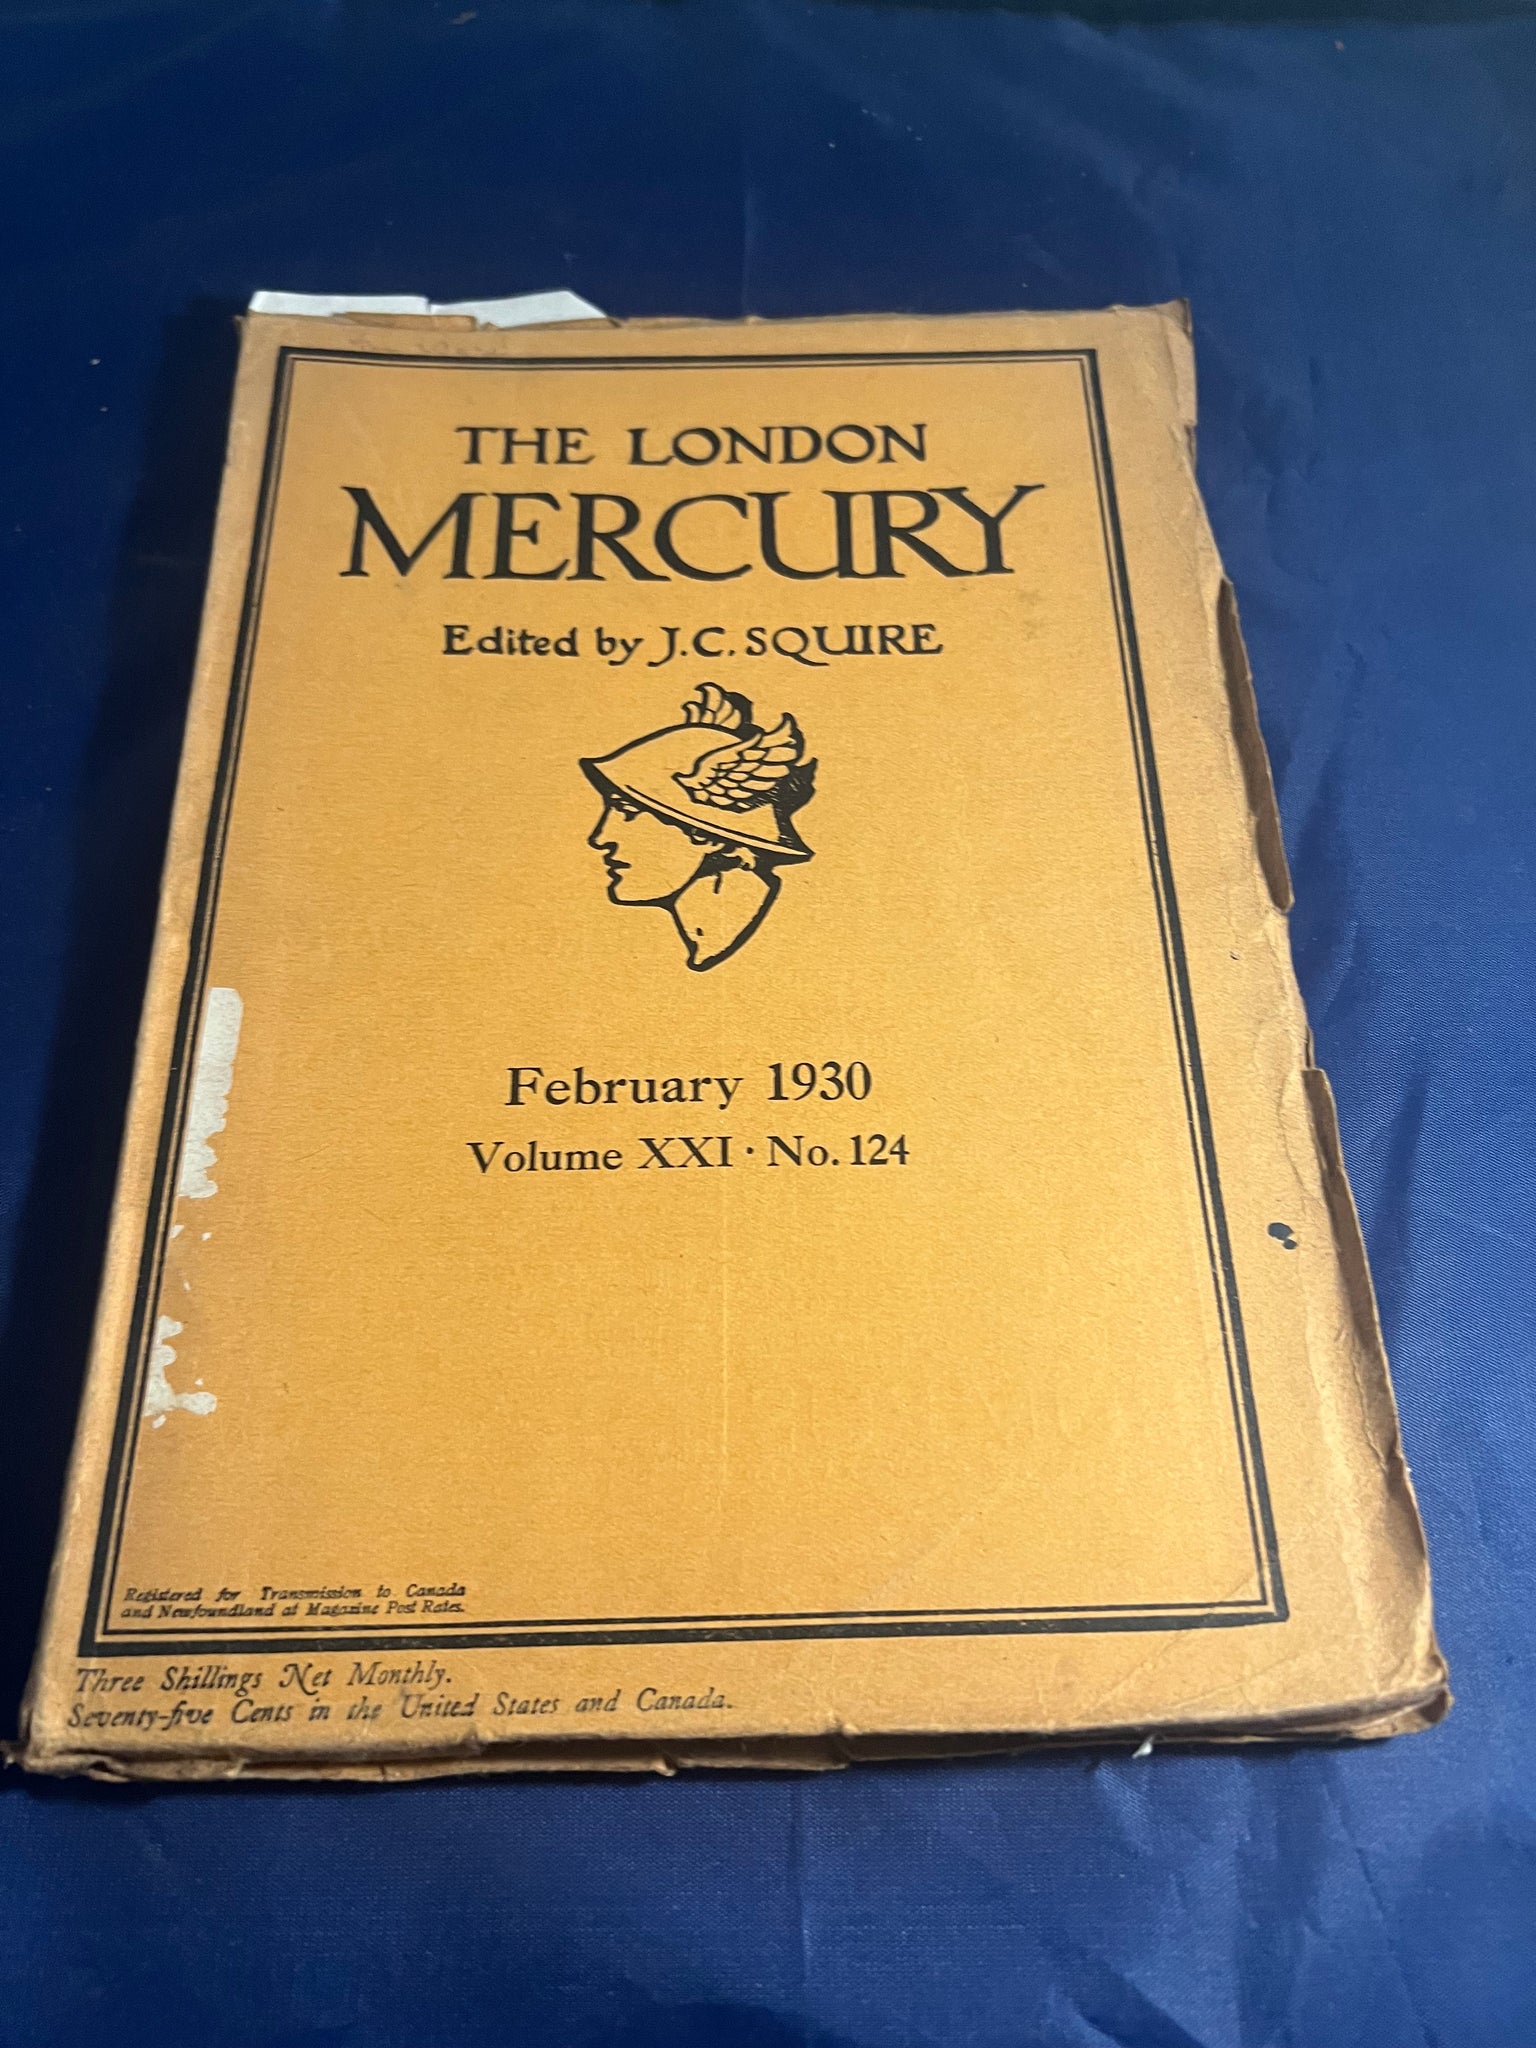 THE LONDON
MERCURY
Edited by J.C. SQUIRE
February 1930
Volume XXI · No. 124
Registered for Transmission to Canada
and Newfoundland at Magazine Post Rates.
Three Shillings Net Monthly.
Seventy-five Cents in the United States and Canada.